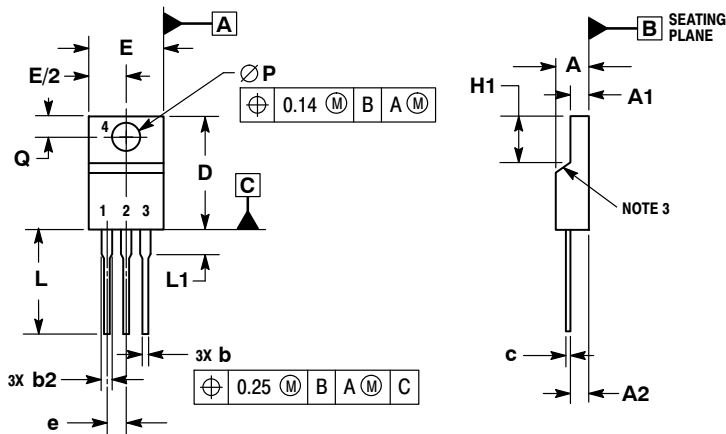 A
E
E/2
∅ P
⌖ 0.14 Ⓜ B A Ⓜ
4
Q
D
C
1 2 3
L
L1
3X b
3X b2
⌖ 0.25 Ⓜ B A Ⓜ C
e
B SEATING
PLANE
A
H1
A1
NOTE 3
c
A2